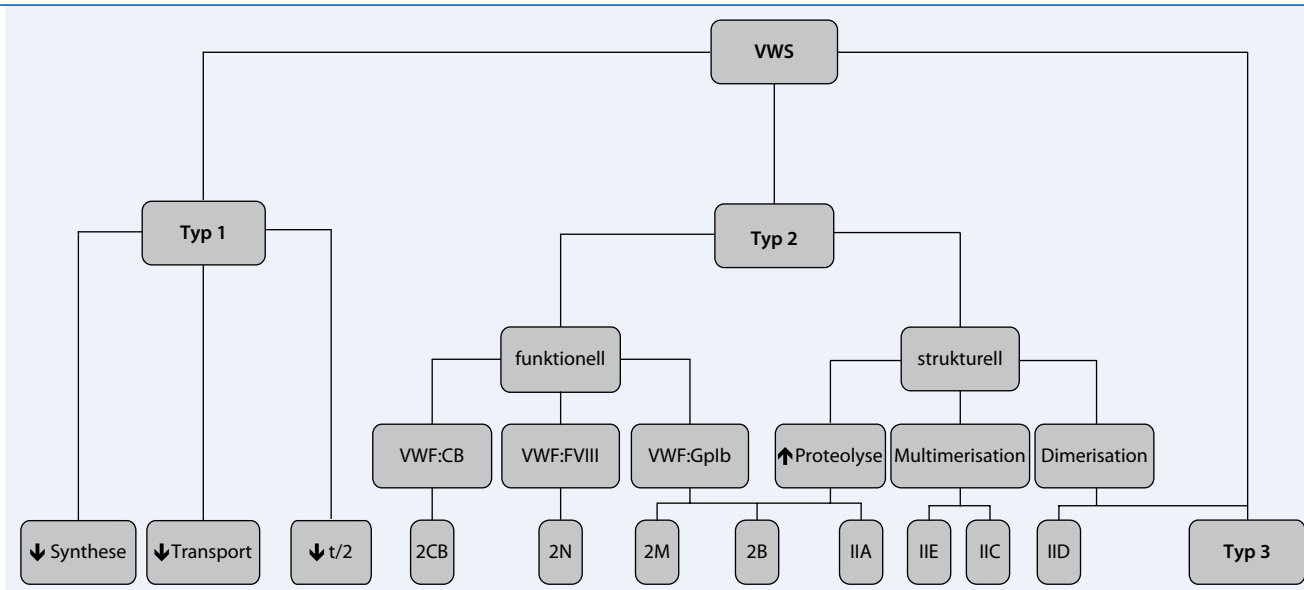 VWS
Typ 1
Typ 2
funktionell
strukturell
VWF:CB
VWF:FVIII
VWF:GpIb
↑Proteolyse
Multimerisation
Dimerisation
↓ Synthese
↓Transport
↓ t/2
2CB
2N
2M
2B
IIA
IIE
IIC
IID
Typ 3